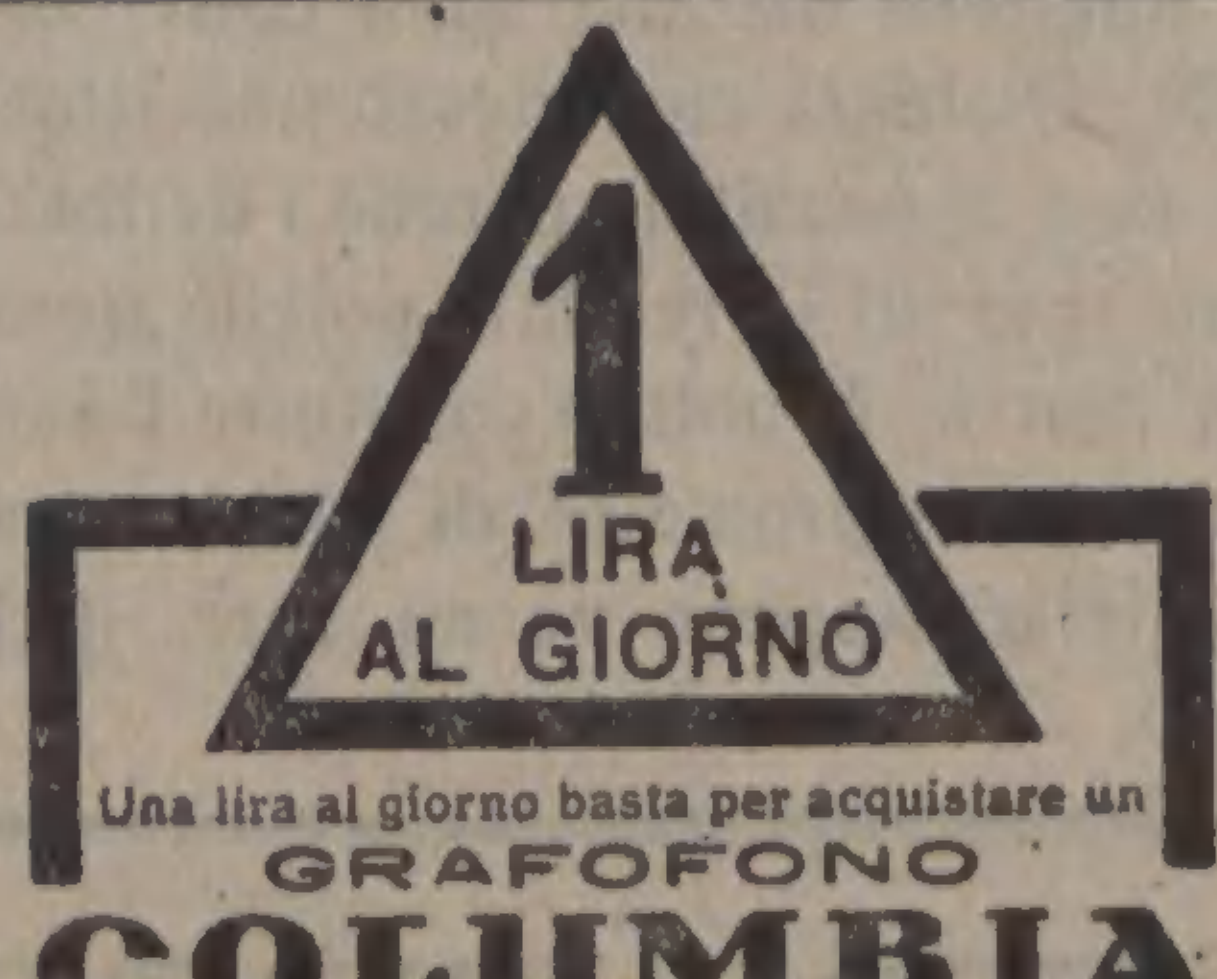 1
LIRA
AL GIORNO
Una lira al giorno basta per acquistare un
GRAFOFONO
COLUMBIA